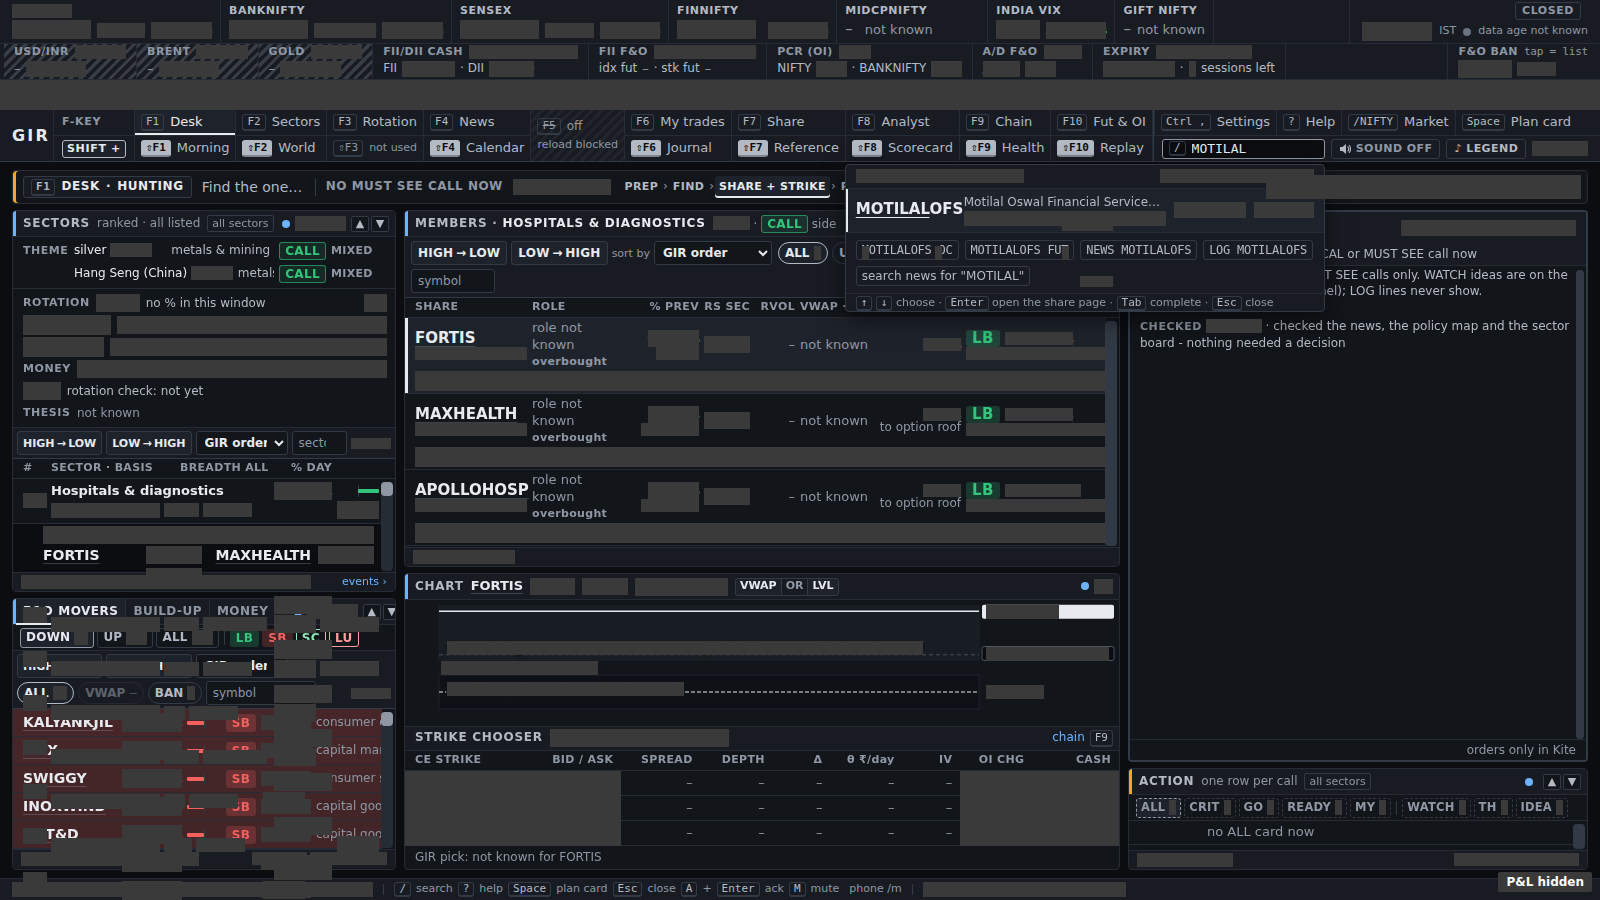 BANKNIFTY SENSEX FINNIFTY MIDCPNIFTY INDIA VIX GIFT NIFTY CLOSED
– not known – not known IST data age not known
USD/INR BRENT GOLD FII/DII CASH FII F&O PCR (OI) A/D F&O EXPIRY F&O BAN tap = list
– – – FII · DII idx fut – · stk fut – NIFTY · BANKNIFTY · sessions left
GIR F-KEY F1 Desk F2 Sectors F3 Rotation F4 News F5 off F6 My trades F7 Share F8 Analyst F9 Chain F10 Fut & OI Ctrl , Settings ? Help /NIFTY Market Space Plan card
SHIFT + ⇧F1 Morning ⇧F2 World ⇧F3 not used ⇧F4 Calendar reload blocked ⇧F6 Journal ⇧F7 Reference ⇧F8 Scorecard ⇧F9 Health ⇧F10 Replay / MOTILAL SOUND OFF ♪ LEGEND
F1 DESK · HUNTING Find the one... NO MUST SEE CALL NOW PREP › FIND › SHARE + STRIKE ›
MOTILALOFS Motilal Oswal Financial Service...
MOTILALOFS OC MOTILALOFS FUT NEWS MOTILALOFS LOG MOTILALOFS
search news for "MOTILAL"
↑ ↓ choose · Enter open the share page · Tab complete · Esc close
SECTORS ranked · all listed all sectors ▲ ▼
THEME silver metals & mining CALL MIXED
Hang Seng (China) metals CALL MIXED
ROTATION no % in this window
MONEY
rotation check: not yet
THESIS not known
HIGH→LOW LOW→HIGH GIR order
# SECTOR · BASIS BREADTH ALL % DAY
Hospitals & diagnostics
FORTIS MAXHEALTH
events ›
F&O MOVERS BUILD-UP MONEY ▲ ▼
DOWN UP ALL LB SB SC LU
ALL VWAP – BAN symbol
KALYANKJIL SB consumer
SB capital
SWIGGY SB
INOXWIND SB capital goo
SB capital goo
MEMBERS · HOSPITALS & DIAGNOSTICS · CALL side
HIGH→LOW LOW→HIGH sort by GIR order ALL
symbol
SHARE ROLE % PREV RS SEC RVOL VWAP ·
FORTIS role not known overbought – not known LB
MAXHEALTH role not known overbought – not known to option roof LB
APOLLOHOSP role not known overbought – not known to option roof LB
CHART FORTIS VWAP OR LVL
STRIKE CHOOSER chain F9
CE STRIKE BID / ASK SPREAD DEPTH Δ θ ₹/day IV OI CHG CASH
– – – – –
– – – – –
– – – – –
GIR pick: not known for FORTIS
CAL or MUST SEE call now
SEE calls only. WATCH ideas are on the
LOG lines never show.
CHECKED · checked the news, the policy map and the sector
board - nothing needed a decision
orders only in Kite
ACTION one row per call all sectors ▲ ▼
ALL CRIT GO READY MY WATCH TH IDEA
no ALL card now
/ search ? help Space plan card Esc close A + Enter ack M mute phone /m
P&L hidden